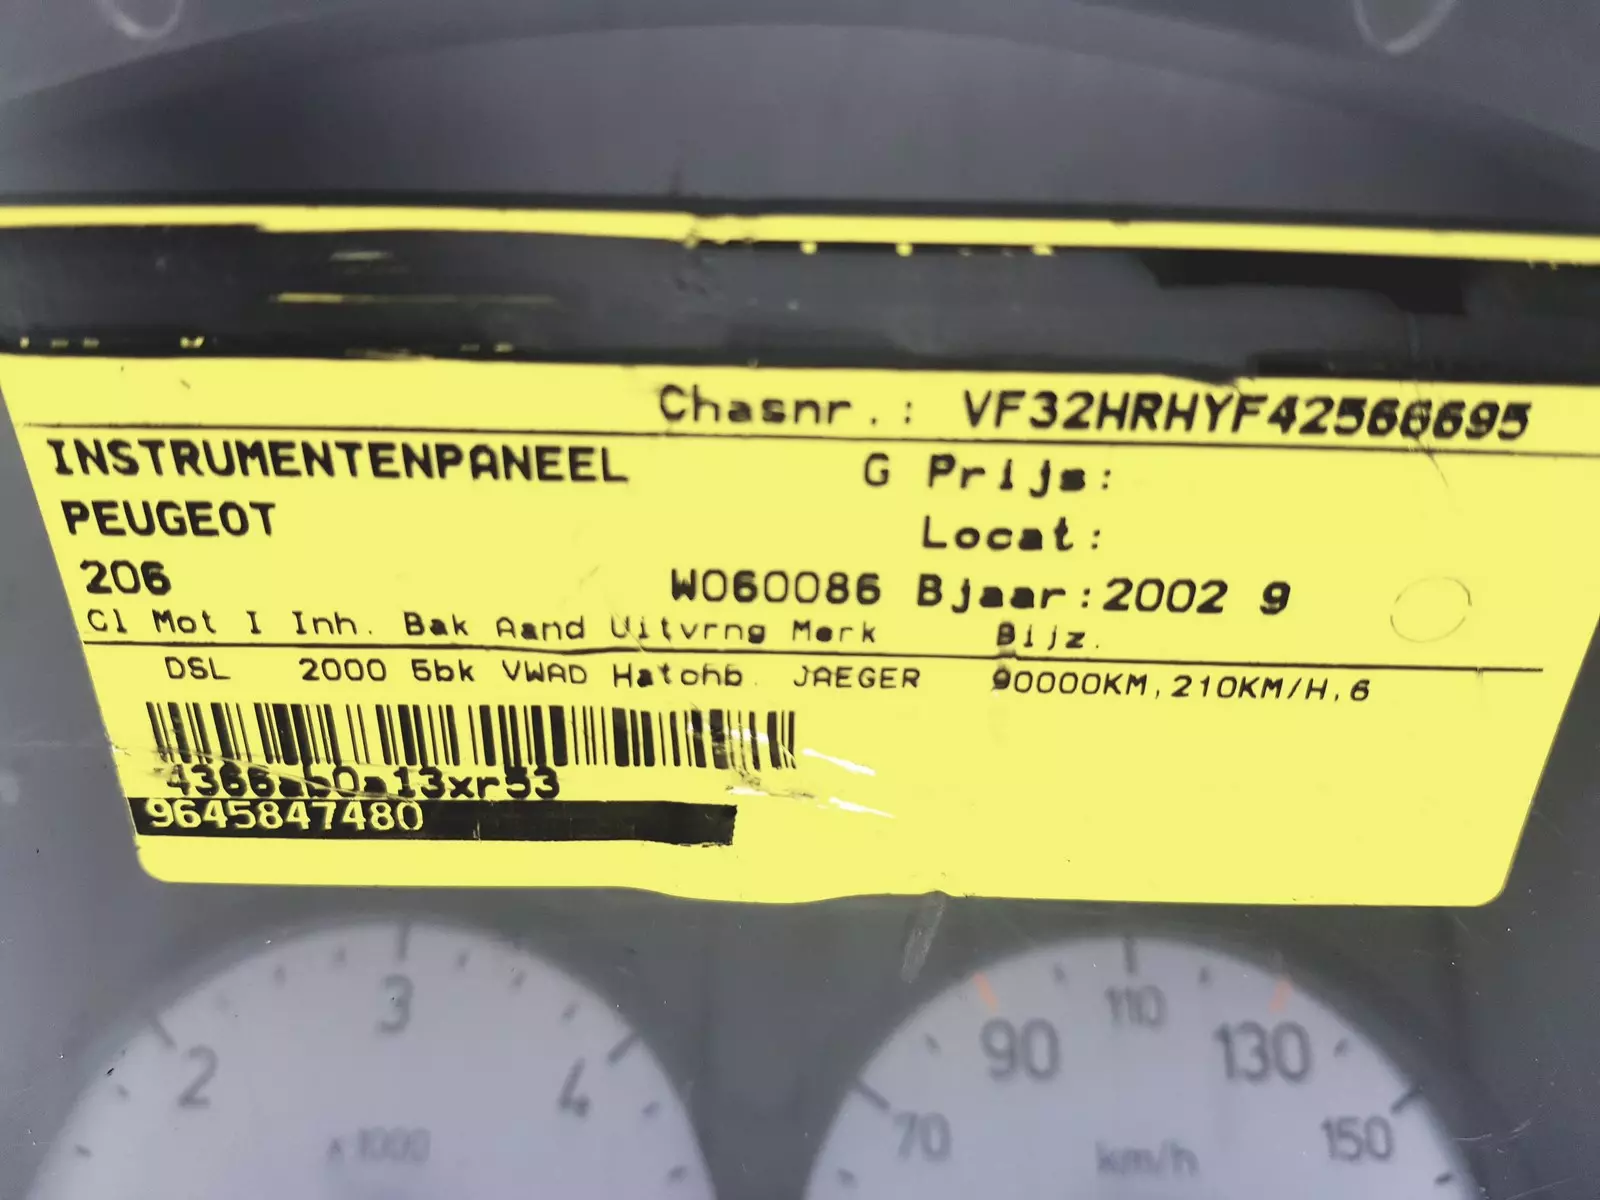 Chasnr.: VF32HRHYF42566695
INSTRUMENTENPANEEL G Prijs:
PEUGEOT Locat:
206 W060086 Bjaar:2002 9
Cl Mot I Inh. Bak Aand Uitvrng Merk Bijz.
DSL 2000 5bk VWAD Hatchb. JAEGER 90000KM,210KM/H,6
4366ab0a13xr53
9645847480
3
2 4
x 1000
110
90 130
70 150
km/h